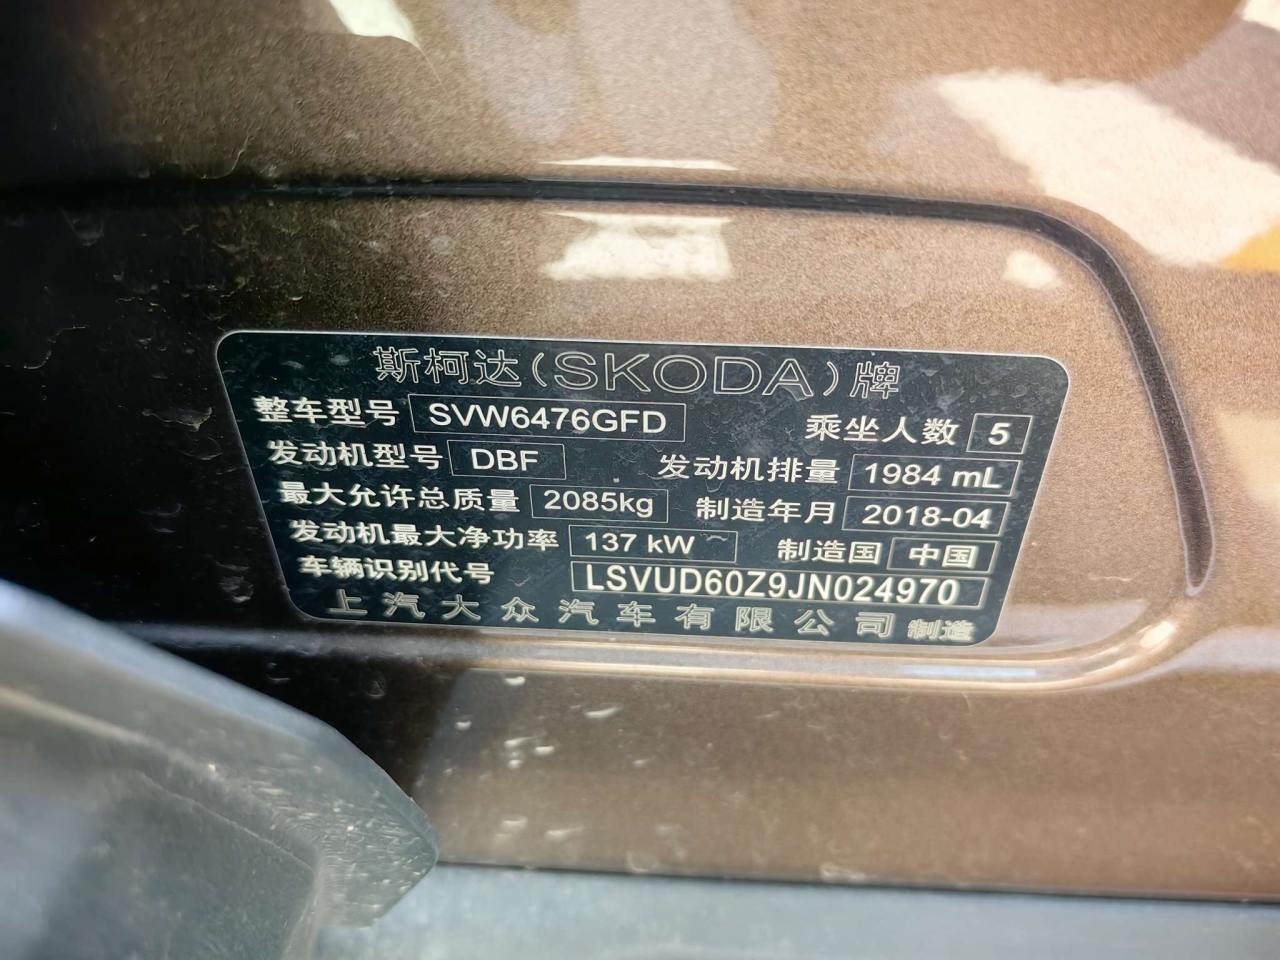 斯柯达(SKODA)牌
整车型号 SVW6476GFD 乘坐人数 5
发动机型号 DBF 发动机排量 1984 mL
最大允许总质量 2085kg 制造年月 2018-04
发动机最大净功率 137 kW 制造国 中国
车辆识别代号 LSVUD60Z9JN024970
上汽大众汽车有限公司 制造